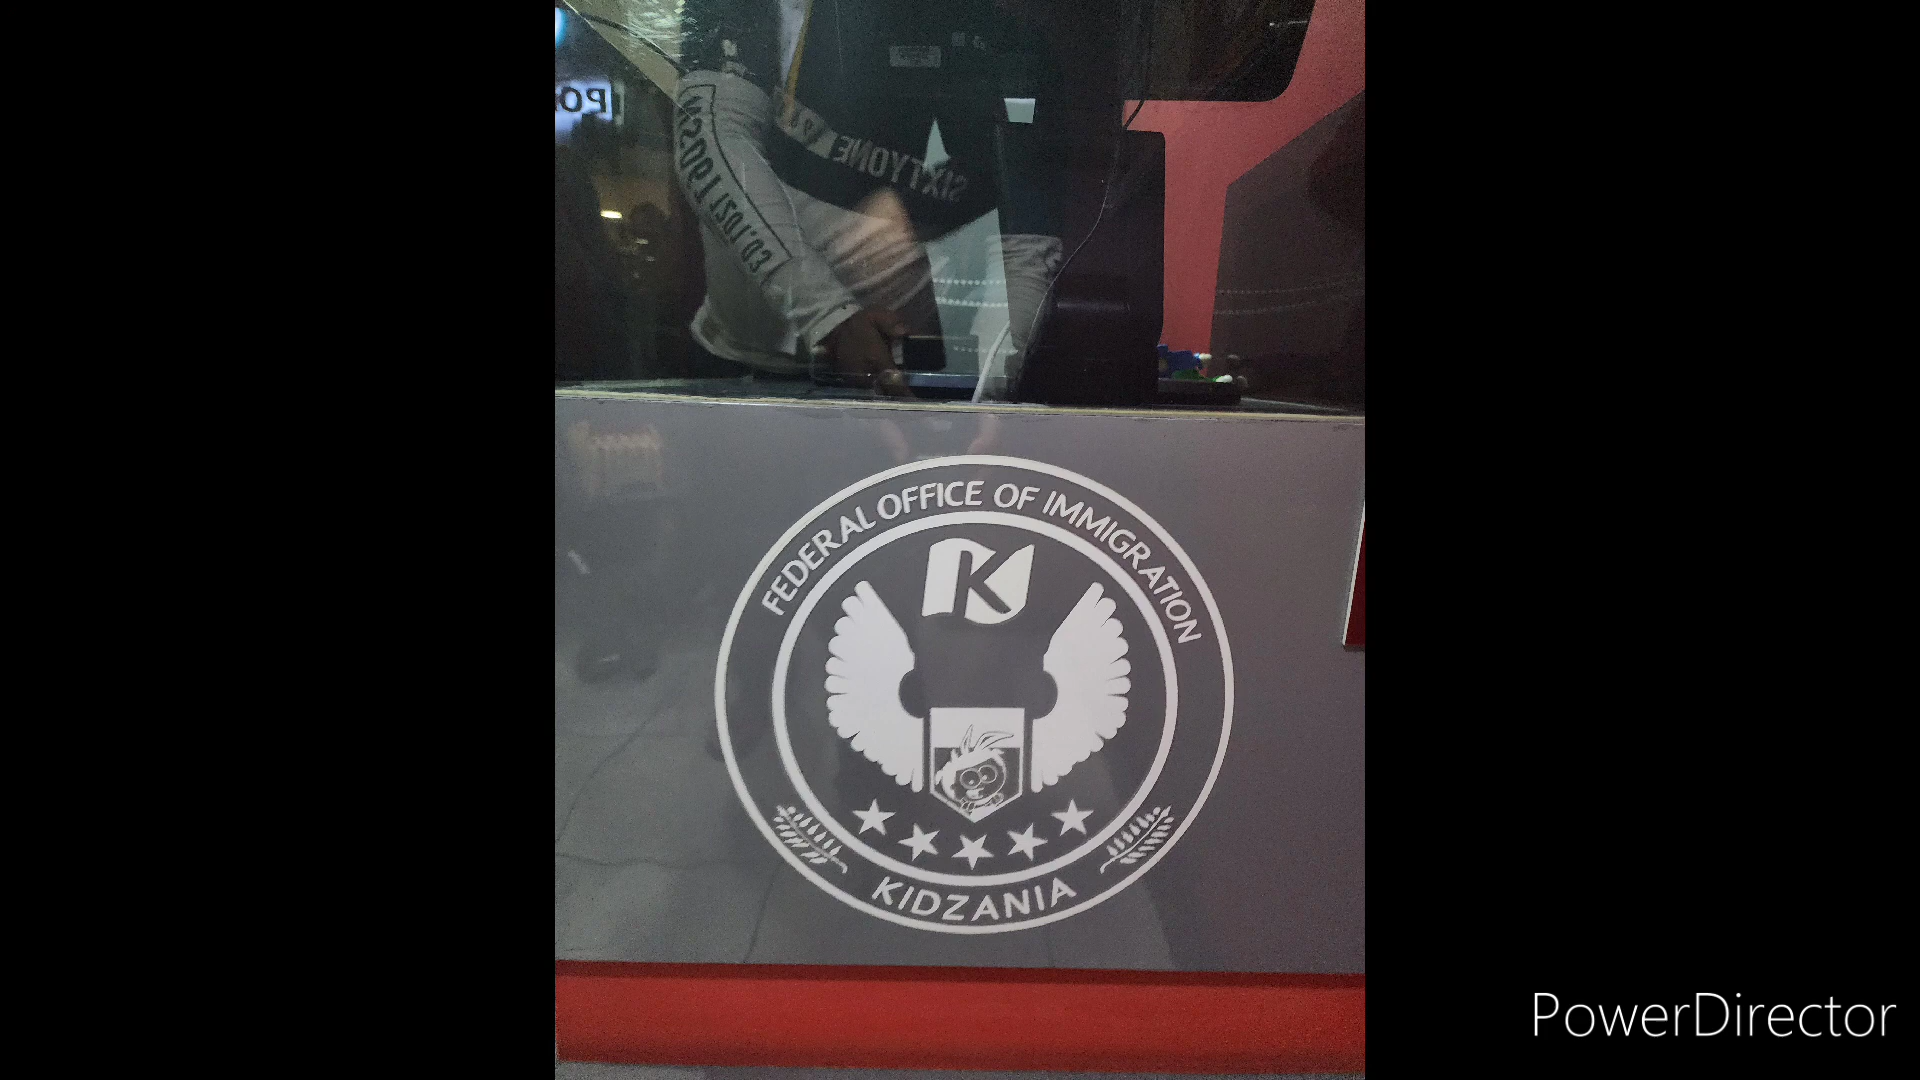 SIXTYONE
FEDERAL OFFICE OF IMMIGRATION
K
KIDZANIA
PowerDirector